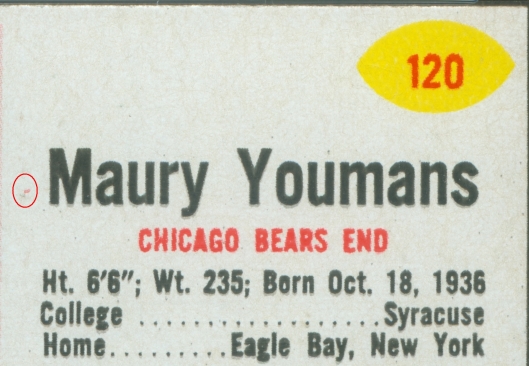 120
Maury Youmans
CHICAGO BEARS END
Ht. 6'6"; Wt. 235; Born Oct. 18, 1936
College ..................Syracuse
Home.........Eagle Bay, New York